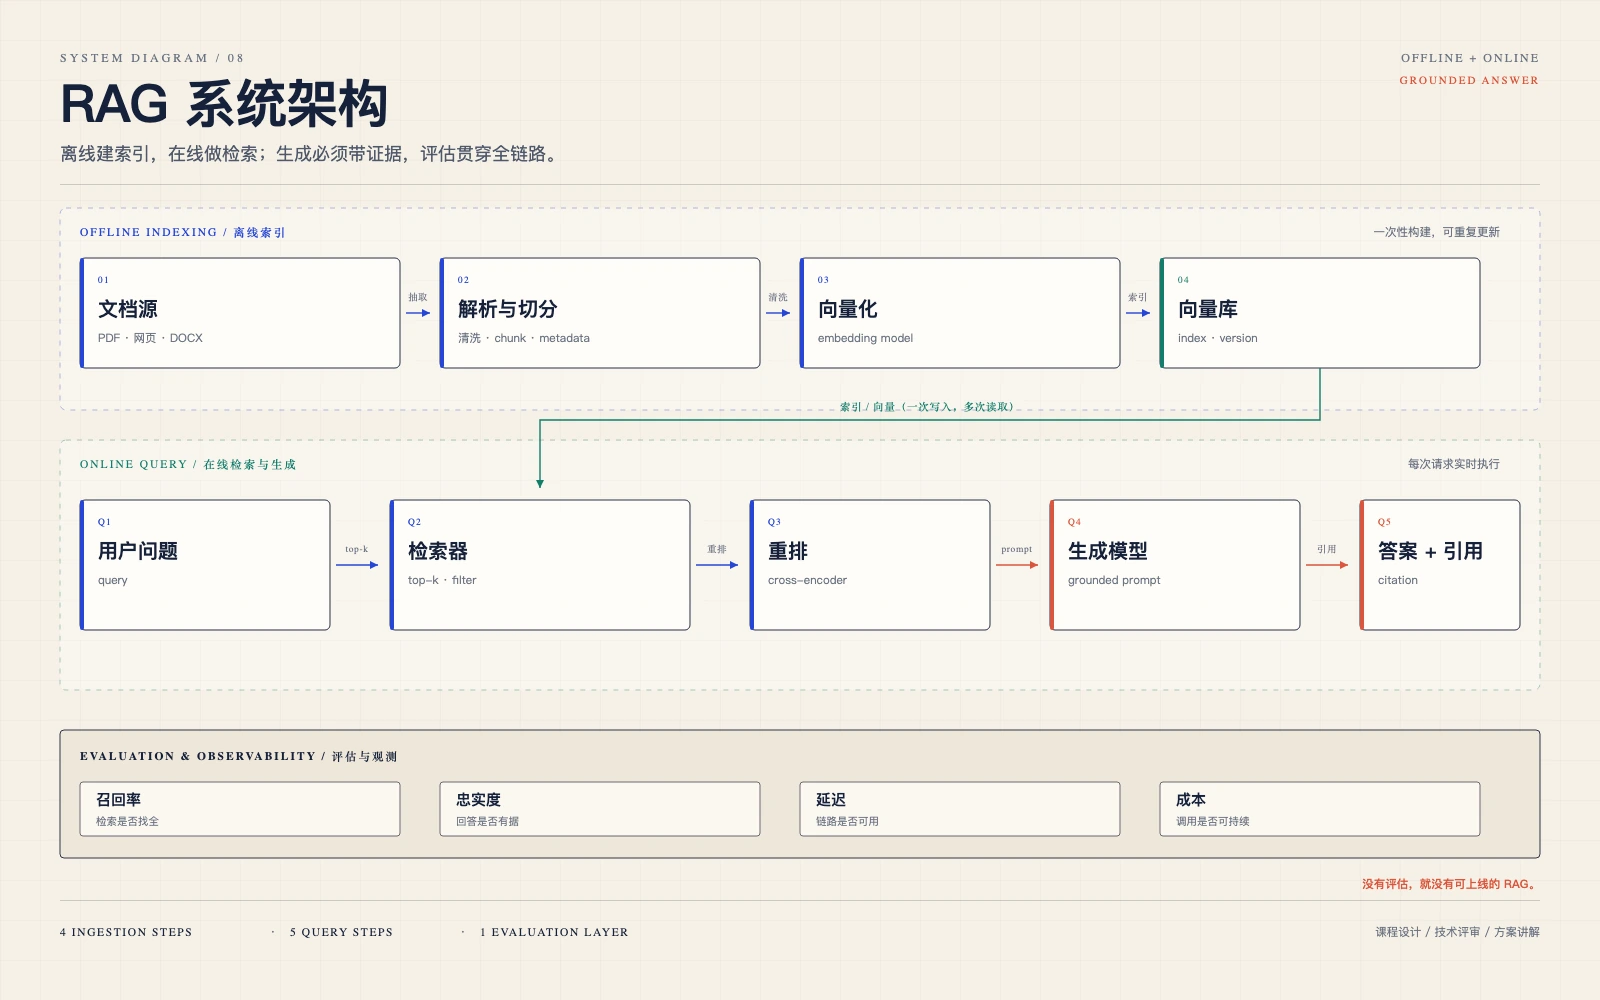 SYSTEM DIAGRAM / 08
OFFLINE + ONLINE
GROUNDED ANSWER
RAG 系统架构
离线建索引，在线做检索；生成必须带证据，评估贯穿全链路。
OFFLINE INDEXING / 离线索引
一次性构建，可重复更新
01
文档源
PDF · 网页 · DOCX
抽取
02
解析与切分
清洗 · chunk · metadata
清洗
03
向量化
embedding model
索引
04
向量库
index · version
索引 / 向量（一次写入，多次读取）
ONLINE QUERY / 在线检索与生成
每次请求实时执行
Q1
用户问题
query
top-k
Q2
检索器
top-k · filter
重排
Q3
重排
cross-encoder
prompt
Q4
生成模型
grounded prompt
引用
Q5
答案 + 引用
citation
EVALUATION & OBSERVABILITY / 评估与观测
召回率
检索是否找全
忠实度
回答是否有据
延迟
链路是否可用
成本
调用是否可持续
没有评估，就没有可上线的 RAG。
4 INGESTION STEPS · 5 QUERY STEPS · 1 EVALUATION LAYER
课程设计 / 技术评审 / 方案讲解